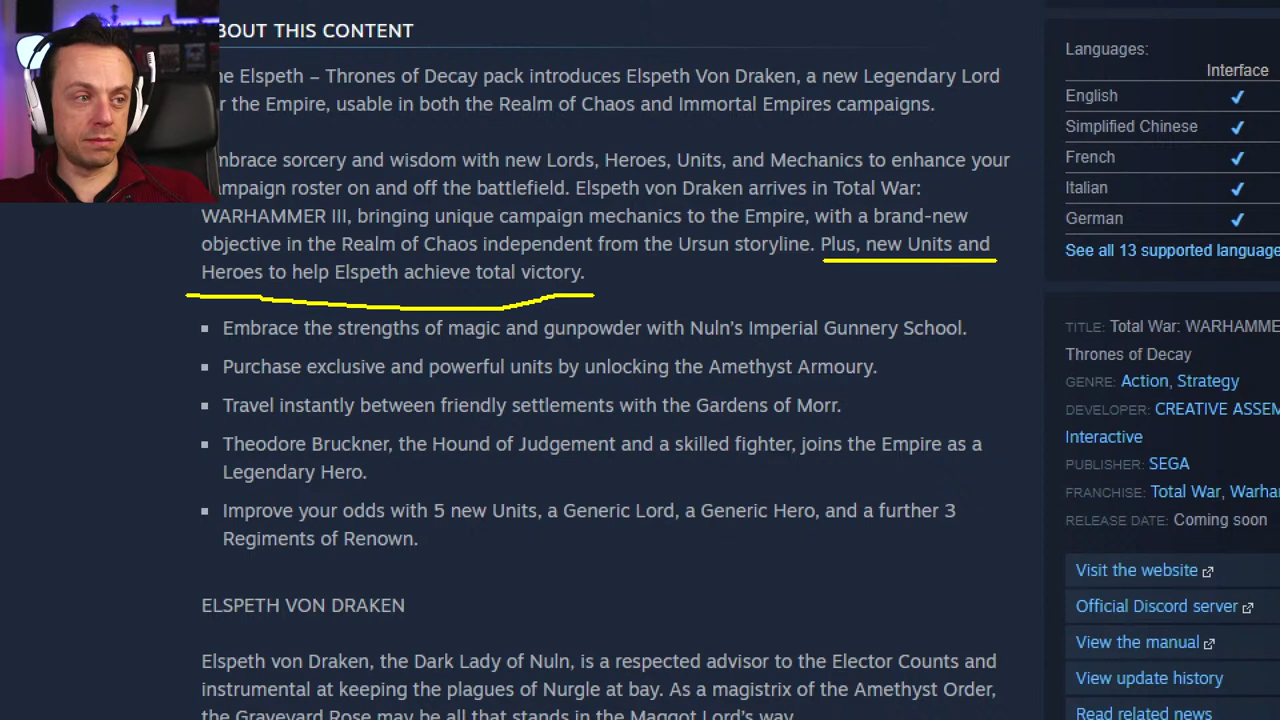 BOUT THIS CONTENT
e Elspeth – Thrones of Decay pack introduces Elspeth Von Draken, a new Legendary Lord
r the Empire, usable in both the Realm of Chaos and Immortal Empires campaigns.
mbrace sorcery and wisdom with new Lords, Heroes, Units, and Mechanics to enhance your
ampaign roster on and off the battlefield. Elspeth von Draken arrives in Total War:
WARHAMMER III, bringing unique campaign mechanics to the Empire, with a brand-new
objective in the Realm of Chaos independent from the Ursun storyline. Plus, new Units and
Heroes to help Elspeth achieve total victory.
▪ Embrace the strengths of magic and gunpowder with Nuln's Imperial Gunnery School.
▪ Purchase exclusive and powerful units by unlocking the Amethyst Armoury.
▪ Travel instantly between friendly settlements with the Gardens of Morr.
▪ Theodore Bruckner, the Hound of Judgement and a skilled fighter, joins the Empire as a
Legendary Hero.
▪ Improve your odds with 5 new Units, a Generic Lord, a Generic Hero, and a further 3
Regiments of Renown.
ELSPETH VON DRAKEN
Elspeth von Draken, the Dark Lady of Nuln, is a respected advisor to the Elector Counts and
instrumental at keeping the plagues of Nurgle at bay. As a magistrix of the Amethyst Order,
the Graveyard Rose may be all that stands in the Maggot Lord's way.
Languages:
Interface
English ✔
Simplified Chinese ✔
French ✔
Italian ✔
German ✔
See all 13 supported language
TITLE: Total War: WARHAMME
Thrones of Decay
GENRE: Action, Strategy
DEVELOPER: CREATIVE ASSEM
Interactive
PUBLISHER: SEGA
FRANCHISE: Total War, Warha
RELEASE DATE: Coming soon
Visit the website
Official Discord server
View the manual
View update history
Read related news